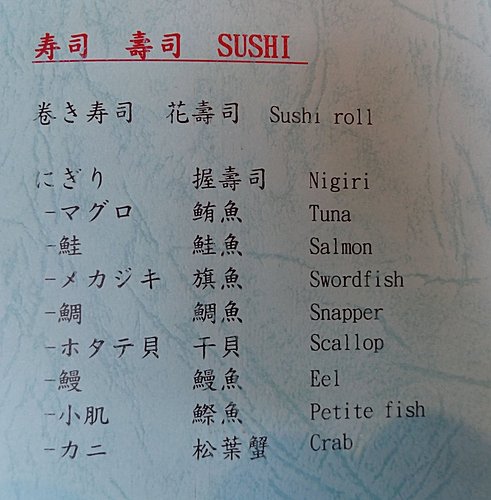 寿司 壽司 SUSHI
巻き寿司 花壽司 Sushi roll
にぎり 握壽司 Nigiri
-マグロ 鮪魚 Tuna
-鮭 鮭魚 Salmon
-メカジキ 旗魚 Swordfish
-鯛 鯛魚 Snapper
-ホタテ貝 干貝 Scallop
-鰻 鰻魚 Eel
-小肌 鰶魚 Petite fish
-カニ 松葉蟹 Crab